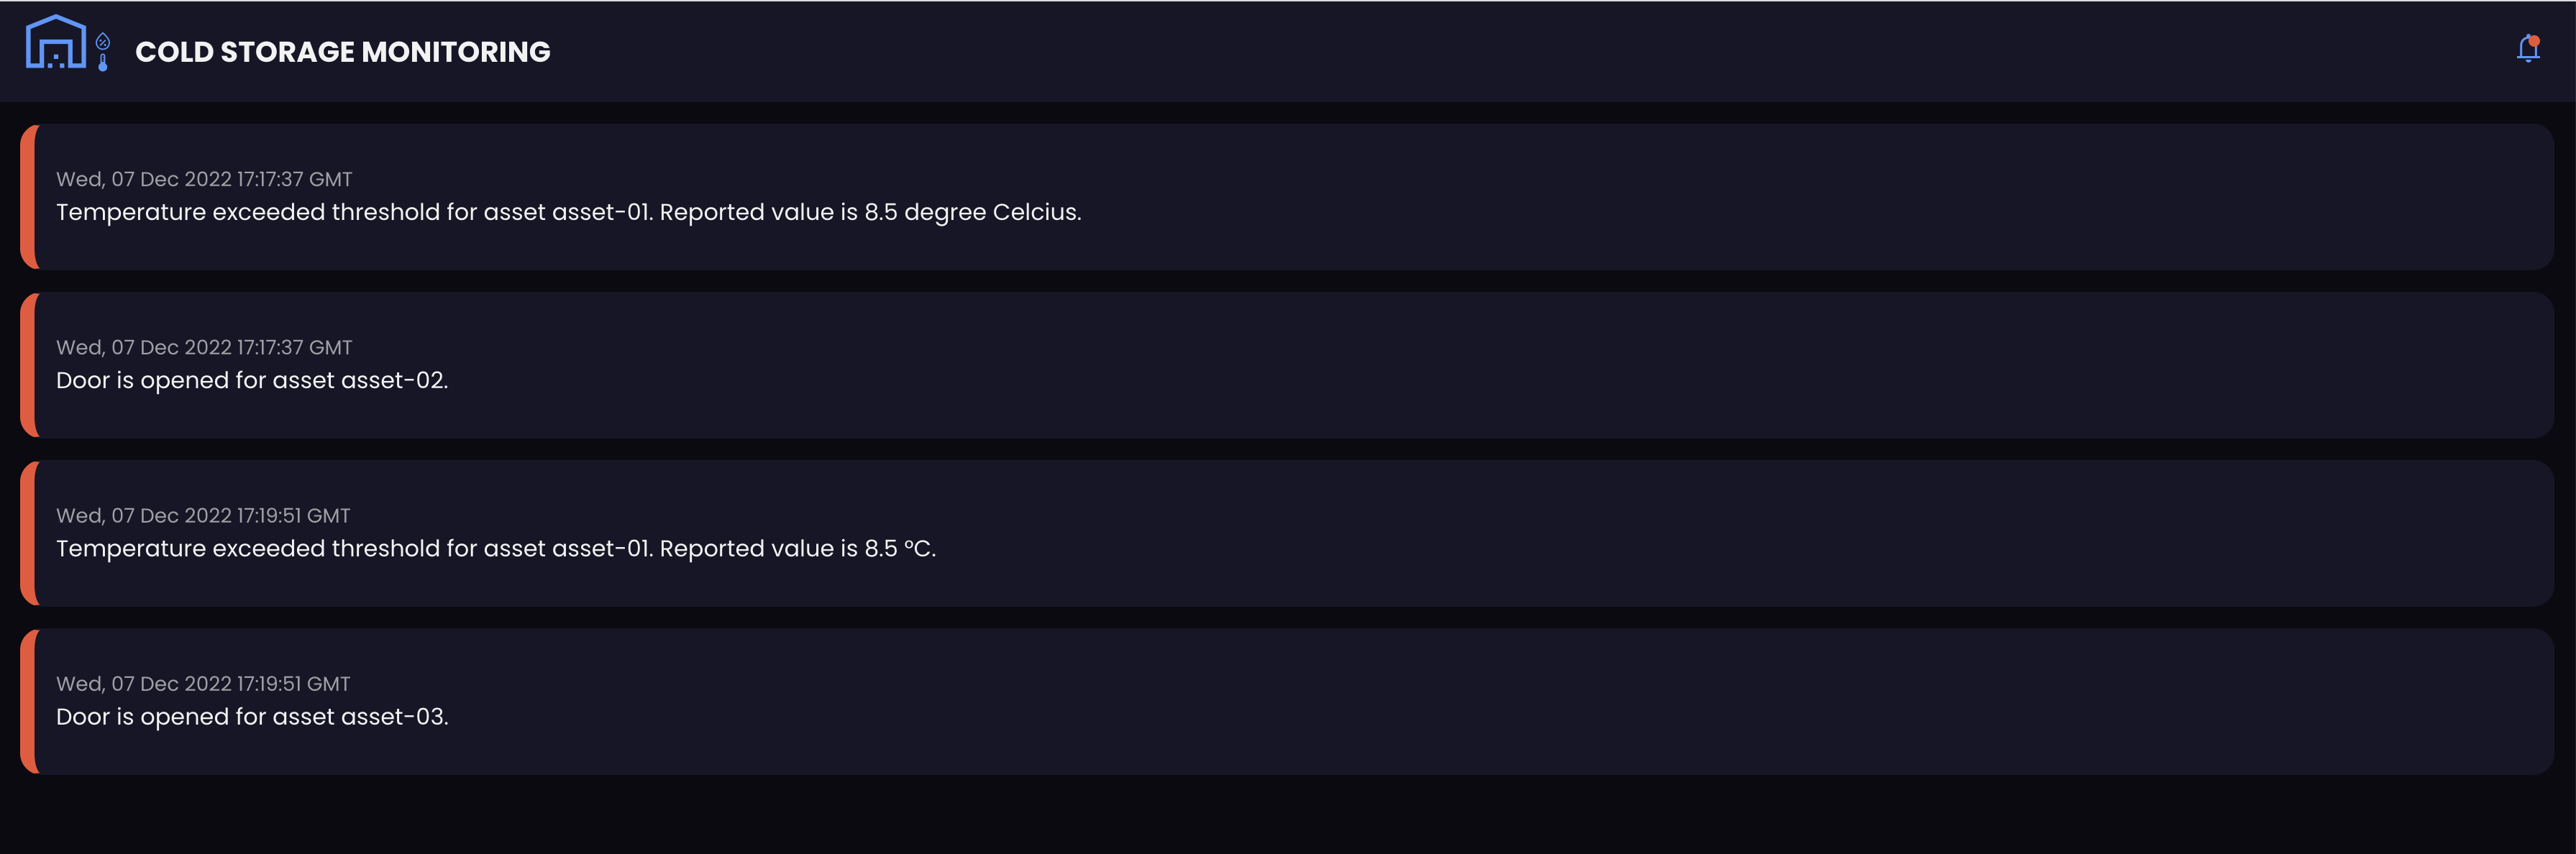 COLD STORAGE MONITORING
Wed, 07 Dec 2022 17:17:37 GMT
Temperature exceeded threshold for asset asset-01. Reported value is 8.5 degree Celcius.
Wed, 07 Dec 2022 17:17:37 GMT
Door is opened for asset asset-02.
Wed, 07 Dec 2022 17:19:51 GMT
Temperature exceeded threshold for asset asset-01. Reported value is 8.5 ºC.
Wed, 07 Dec 2022 17:19:51 GMT
Door is opened for asset asset-03.